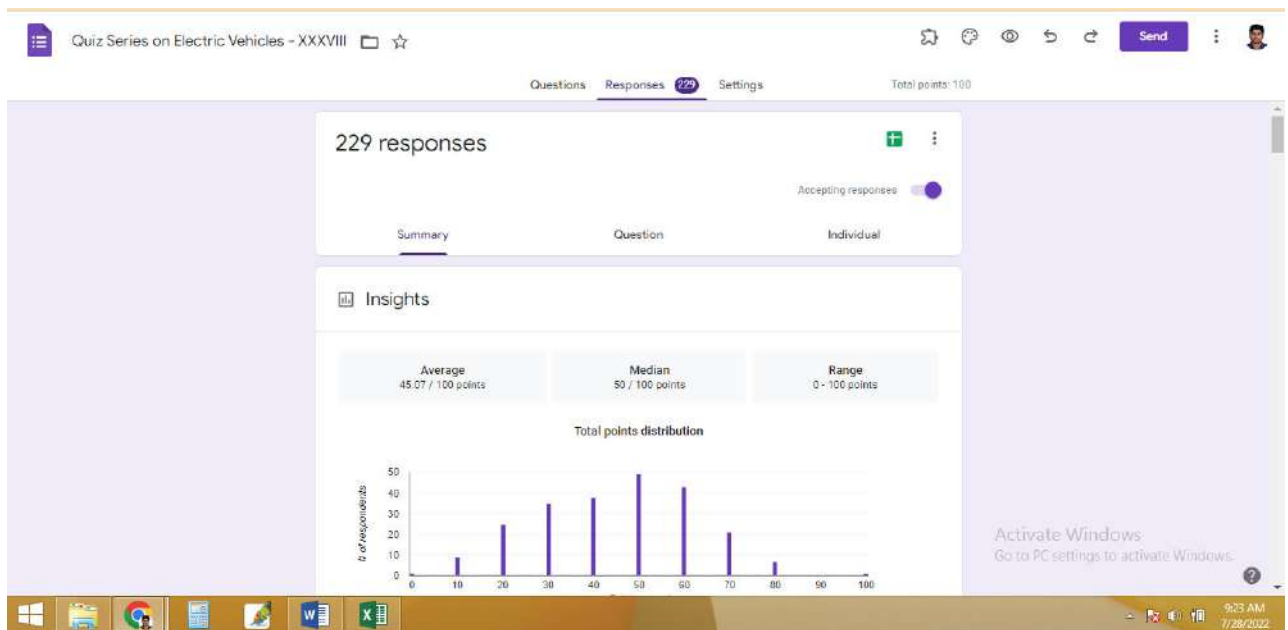 Quiz Series on Electric Vehicles - XXXVIII
Send
Questions Responses 229 Settings Total points: 100
229 responses
Accepting responses
Summary Question Individual
Insights
Average Median Range
45.07 / 100 points 50 / 100 points 0 - 100 points
Total points distribution
# of respondents
50
40
30
20
10
0
0 10 20 30 40 50 60 70 80 90 100
Activate Windows
Go to PC settings to activate Windows.
9:23 AM
7/28/2022